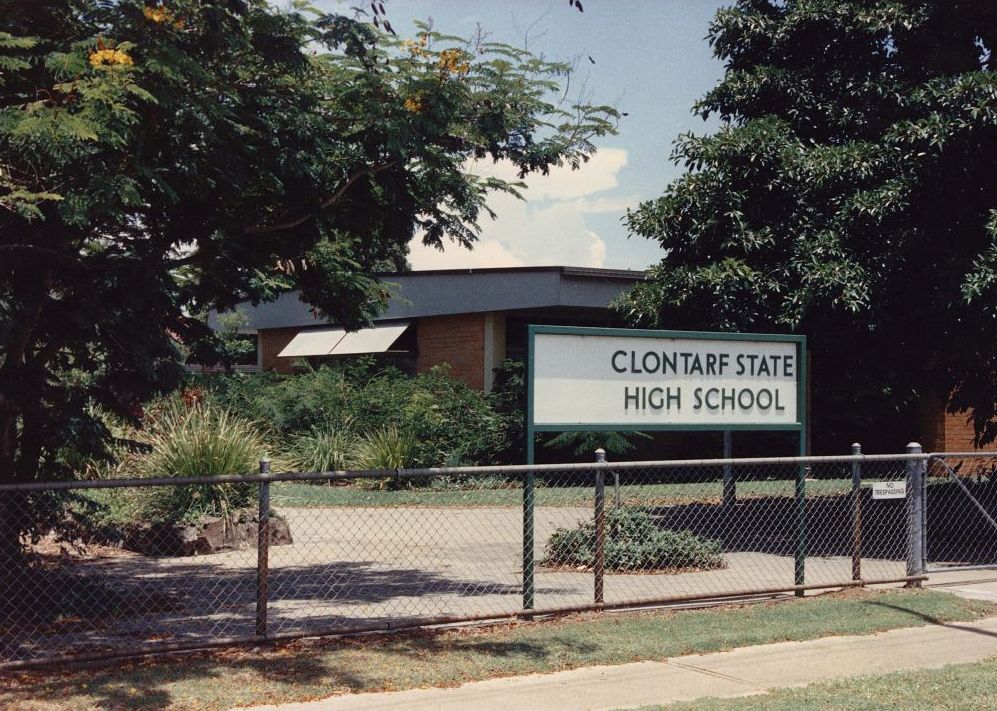 CLONTARF STATE
HIGH SCHOOL
NO
TRESPASSING